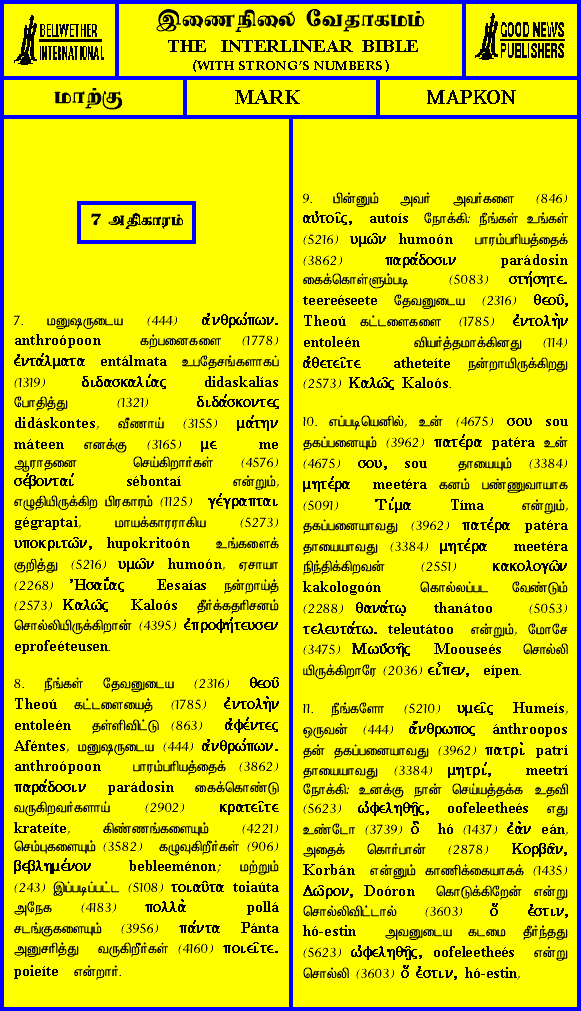 BELLWETHER
INTERNATIONAL
இணைநிலை வேதாகமம்
THE INTERLINEAR BIBLE
(WITH STRONG'S NUMBERS)
GOOD NEWS
PUBLISHERS
மாற்கு MARK ΜΑΡΚΟΝ
7 அதிகாரம்
7. மனுஷருடைய (444) ἀνθρώπων.
anthroópoon கற்பனைகளை (1778)
ἐντάλματα entálmata உபதேசங்களாகப்
(1319) διδασκαλίας didaskalías
போதித்து (1321) διδάσκοντες
didáskontes, வீணாய் (3155) μάτην
máteen எனக்கு (3165) με me
ஆராதனை செய்கிறார்கள் (4576)
σέβονταί sébontaí என்றும்,
எழுதியிருக்கிற பிரகாரம் (1125) γέγραπται
gégraptaí, மாயக்காரராகிய (5273)
υποκριτῶν, hupokritoón உங்களைக்
குறித்து (5216) υμῶν humoón, ஏசாயா
(2268) Ἠσαΐας Eesaías நன்றாய்த்
(2573) Καλῶς Kaloós தீர்க்கதரிசனம்
சொல்லியிருக்கிறான் (4395) ἐπροφήτευσεν
eprofeéteusen.
8. நீங்கள் தேவனுடைய (2316) θεοῦ
Theoú கட்டளையைத் (1785) ἐντολὴν
entoleén தள்ளிவிட்டு (863) ἀφέντες
Aféntes, மனுஷருடைய (444) ἀνθρώπων.
anthroópoon பாரம்பரியத்தைக் (3862)
παράδοσιν parádosin கைக்கொண்டு
வருகிறவர்களாய் (2902) κρατεῖτε
krateíte, கிண்ணங்களையும் (4221)
செம்புகளையும் (3582) கழுவுகிறீர்கள் (906)
βεβλημένον bebleeménon; மற்றும்
(243) இப்படிப்பட்ட (5108) τοιαῦτα toiaúta
அநேக (4183) πολλὰ pollá
சடங்குகளையும் (3956) πάντα Pánta
அனுசரித்து வருகிறீர்கள் (4160) ποιεῖτε.
poieíte என்றார்.
9. பின்னும் அவர் அவர்களை (846)
αὐτοῖς, autoís நோக்கி: நீங்கள் உங்கள்
(5216) υμῶν humoón பாரம்பரியத்தைக்
(3862) παράδοσιν parádosin
கைக்கொள்ளும்படி (5083) στήσητε.
teereéseete தேவனுடைய (2316) θεοῦ,
Theoú கட்டளைகளை (1785) ἐντολὴν
entoleén வியர்த்தமாக்கினது (114)
ἀθετεῖτε atheteíte நன்றாயிருக்கிறது
(2573) Καλῶς Kaloós.
10. எப்படியெனில், உன் (4675) σου sou
தகப்பனையும் (3962) πατέρα patéra உன்
(4675) σου, sou தாயையும் (3384)
μητέρα meetéra கனம் பண்ணுவாயாக
(5091) Τίμα Tíma என்றும்,
தகப்பனையாவது (3962) πατέρα patéra
தாயையாவது (3384) μητέρα meetéra
நிந்திக்கிறவன் (2551) κακολογῶν
kakologoón கொல்லப்பட வேண்டும்
(2288) θανάτῳ thanátoo (5053)
τελευτάτω. teleutátoo என்றும், மோசே
(3475) Μωΰσῆς Moouseés சொல்லி
யிருக்கிறாரே (2036) εἶπεν, eípen.
11. நீங்களோ (5210) υμεῖς Humeís,
ஒருவன் (444) ἄνθρωπος ánthroopos
தன் தகப்பனையாவது (3962) πατρὶ patrí
தாயையாவது (3384) μητρί, meetrí
நோக்கி: உனக்கு நான் செய்யத்தக்க உதவி
(5623) ὠφεληθῇς, oofeleetheés எது
உண்டோ (3739) ὃ hó (1437) ἐὰν eán,
அதைக் கொர்பான் (2878) Κορβᾶν,
Korbán என்னும் காணிக்கையாகக் (1435)
Δῶρον, Doóron கொடுக்கிறேன் என்று
சொல்லிவிட்டால் (3603) ὅ ἐστιν,
hó-estin அவனுடைய கடமை தீர்ந்தது
(5623) ὠφεληθῇς, oofeleetheés என்று
சொல்லி (3603) ὅ ἐστιν, hó-estin,